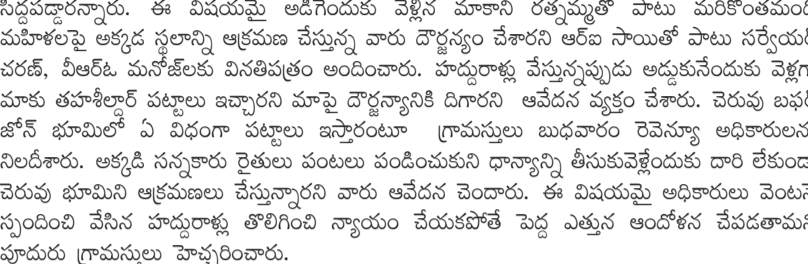 సిద్దపడ్డారన్నారు. ఈ విషయమై అడిగేందుకు వెళ్లిన మాకాని రత్నమ్మతో పాటు మరికొంతమంది
మహిళలపై అక్కడ స్థలాన్ని ఆక్రమణ చేస్తున్న వారు దౌర్జన్యం చేశారని ఆర్ఐ సాయితో పాటు సర్వేయర్
చరణ్, వీఆర్ఓ మనోజ్‌లకు వినతిపత్రం అందించారు. హద్దురాళ్లు వేస్తున్నప్పుడు అడ్డుకునేందుకు వెళ్లగా
మాకు తహశీల్దార్ పట్టాలు ఇచ్చారని మాపై దౌర్జన్యానికి దిగారని ఆవేదన వ్యక్తం చేశారు. చెరువు బఫర్
జోన్ భూమిలో ఏ విధంగా పట్టాలు ఇస్తారంటూ గ్రామస్తులు బుధవారం రెవెన్యూ అధికారులను
నిలదీశారు. అక్కడి సన్నకారు రైతులు పంటలు పండించుకుని ధాన్యాన్ని తీసుకువెళ్లేందుకు దారి లేకుండా
చెరువు భూమిని ఆక్రమణలు చేస్తున్నారని వారు ఆవేదన చెందారు. ఈ విషయమై అధికారులు వెంటనే
స్పందించి వేసిన హద్దురాళ్లు తొలిగించి న్యాయం చేయకపోతే పెద్ద ఎత్తున ఆందోళన చేపడతామని
పూదురు గ్రామస్తులు హెచ్చరించారు.